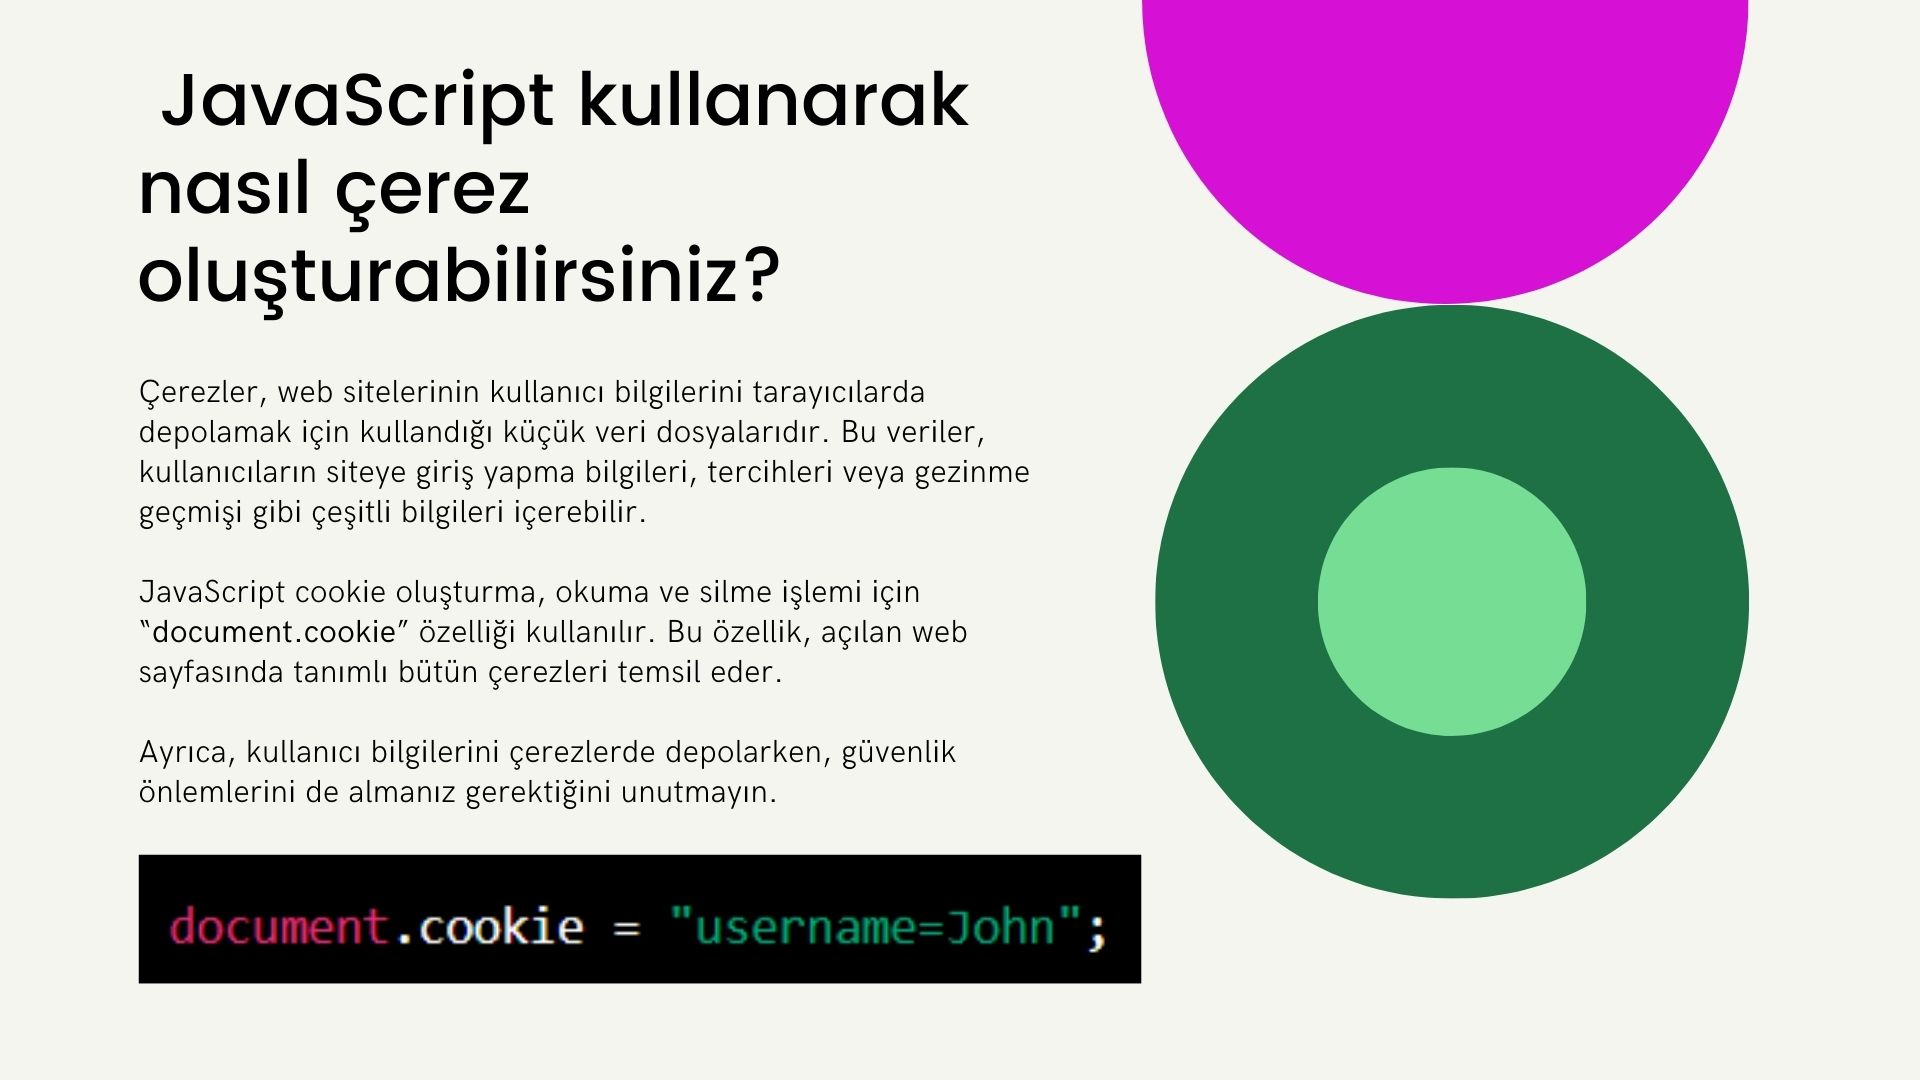 JavaScript kullanarak
nasıl çerez
oluşturabilirsiniz?
Çerezler, web sitelerinin kullanıcı bilgilerini tarayıcılarda
depolamak için kullandığı küçük veri dosyalarıdır. Bu veriler,
kullanıcıların siteye giriş yapma bilgileri, tercihleri veya gezinme
geçmişi gibi çeşitli bilgileri içerebilir.
JavaScript cookie oluşturma, okuma ve silme işlemi için
“document.cookie” özelliği kullanılır. Bu özellik, açılan web
sayfasında tanımlı bütün çerezleri temsil eder.
Ayrıca, kullanıcı bilgilerini çerezlerde depolarken, güvenlik
önlemlerini de almanız gerektiğini unutmayın.
document.cookie = "username=John";